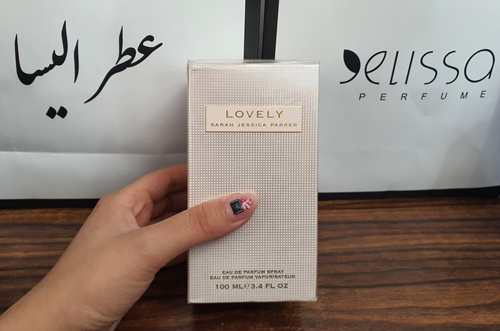 عطر اليسا
Delissa
PERFUME
LOVELY
SARAH JESSICA PARKER
EAU DE PARFUM SPRAY
EAU DE PARFUM VAPORISATEUR
100 ML℮3.4 FL OZ